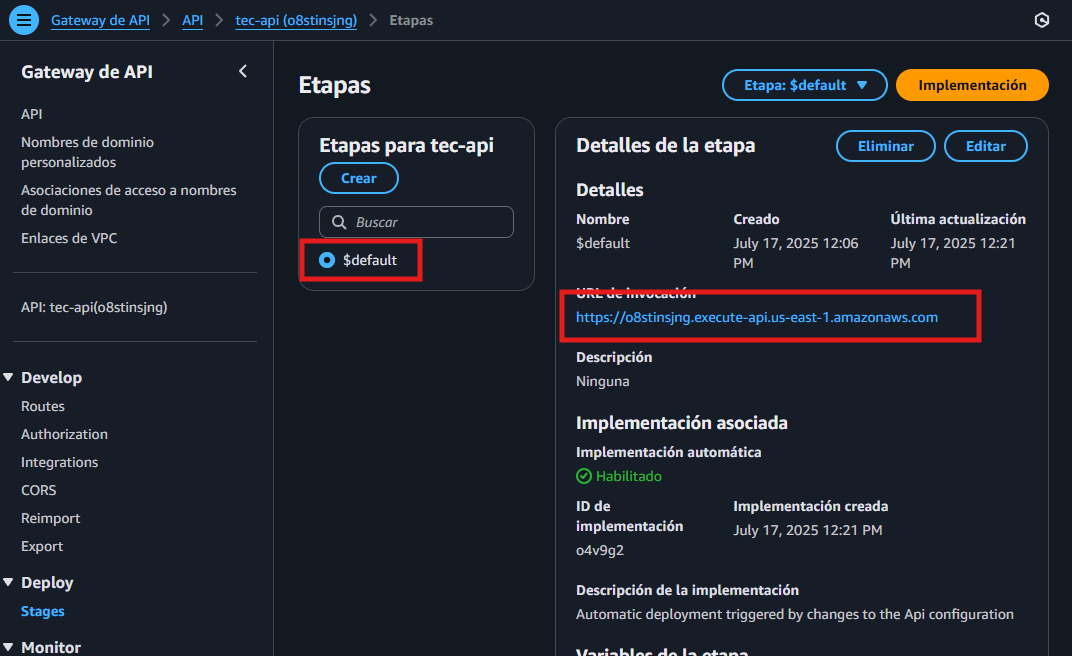 Gateway de API > API > tec-api (o8stinsjng) > Etapas
Gateway de API
API
Nombres de dominio
personalizados
Asociaciones de acceso a nombres
de dominio
Enlaces de VPC
API: tec-api(o8stinsjng)
Develop
Routes
Authorization
Integrations
CORS
Reimport
Export
Deploy
Stages
Monitor
Etapas
Etapa: $default
Implementación
Etapas para tec-api
Crear
Buscar
$default
Detalles de la etapa
Eliminar
Editar
Detalles
Nombre
$default
Creado
July 17, 2025 12:06
PM
Última actualización
July 17, 2025 12:21
PM
URL de invocación
https://o8stinsjng.execute-api.us-east-1.amazonaws.com
Descripción
Ninguna
Implementación asociada
Implementación automática
Habilitado
ID de
implementación
o4v9g2
Implementación creada
July 17, 2025 12:21 PM
Descripción de la implementación
Automatic deployment triggered by changes to the Api configuration
Variables de la etapa